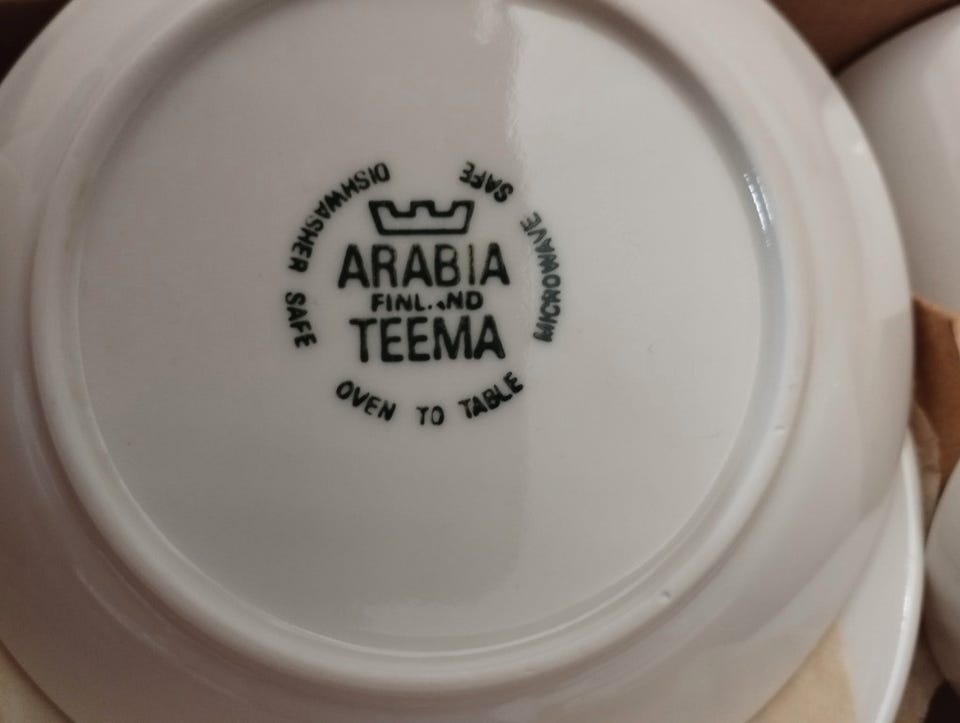 ARABIA
FINLAND
TEEMA
DISHWASHER SAFE
OVEN TO TABLE
MICROWAVE SAFE